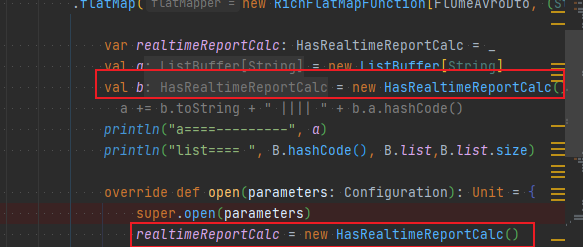 .flatMap( flatMapper = new RichFlatMapFunction[FlumeAvroDto, (St
var realtimeReportCalc: HasRealtimeReportCalc = _
val a: ListBuffer[String] = new ListBuffer[String]
val b: HasRealtimeReportCalc = new HasRealtimeReportCalc()
a += b.toString + " |||| " + b.a.hashCode()
println("a====----------", a)
println("list==== ", B.hashCode(), B.list,B.list.size)
override def open(parameters: Configuration): Unit = {
super.open(parameters)
realtimeReportCalc = new HasRealtimeReportCalc()